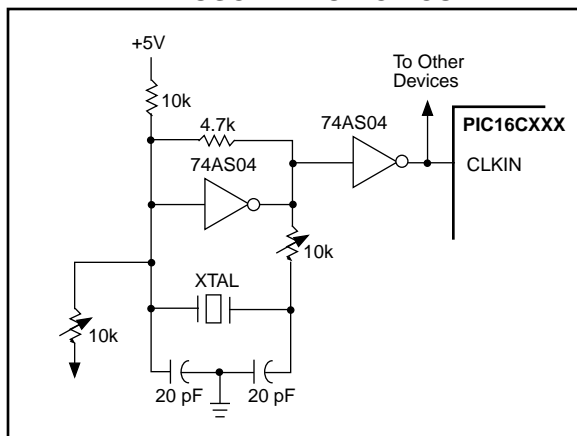 +5V
To Other
Devices
10k
4.7k
74AS04
PIC16CXXX
74AS04
CLKIN
10k
XTAL
10k
20 pF
20 pF